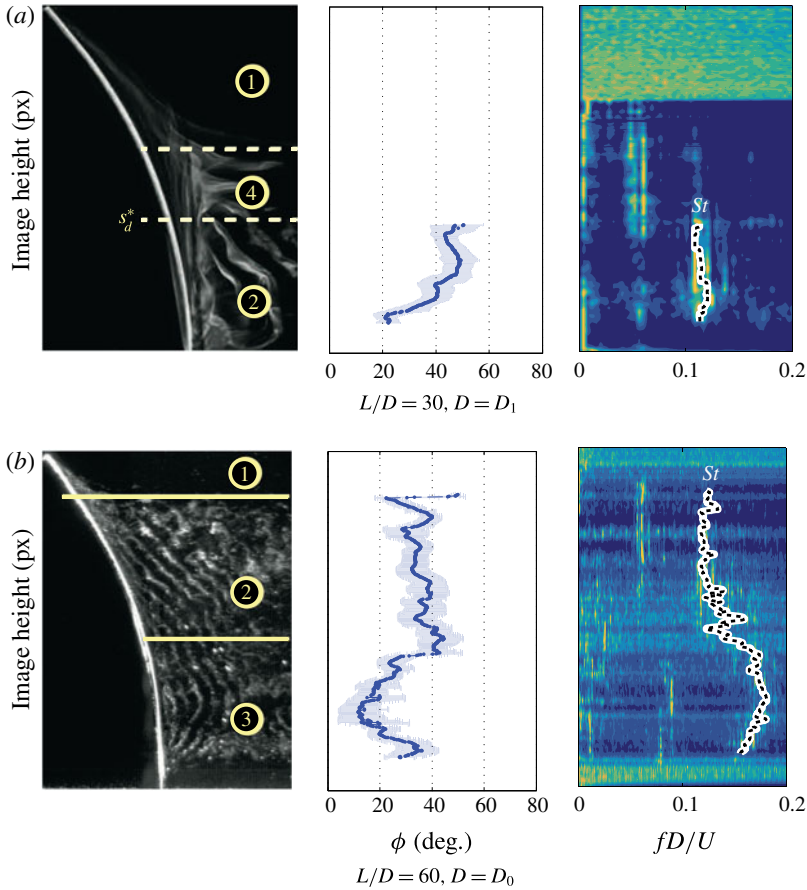 (a)
Image height (px)
1
4
s*d
2
0 20 40 60 80
L/D = 30, D = D1
St
0 0.1 0.2
(b)
Image height (px)
1
2
3
0 20 40 60 80
ϕ (deg.)
L/D = 60, D = D0
St
0 0.1 0.2
fD/U